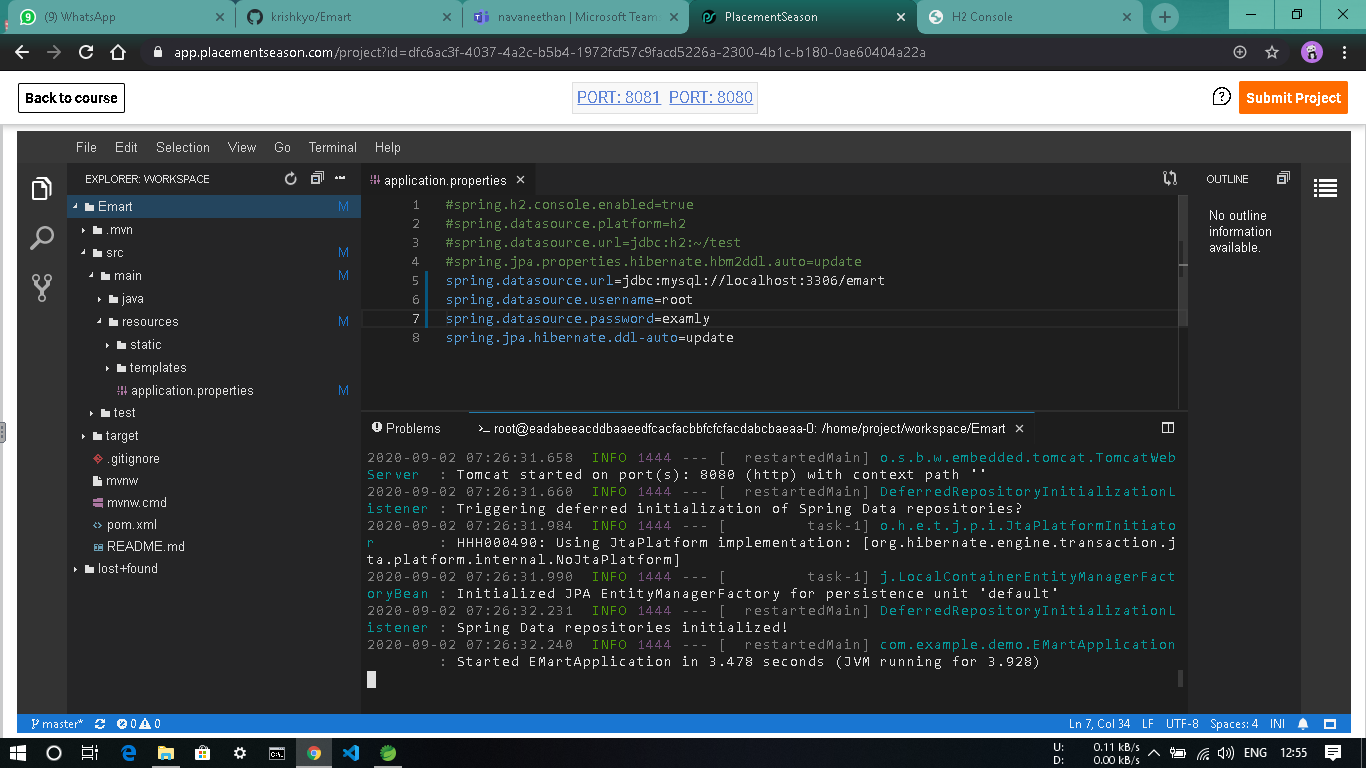 (9) WhatsApp
krishkyo/Emart
navaneethan | Microsoft Team
PlacementSeason
H2 Console
app.placementseason.com/project?id=dfc6ac3f-4037-4a2c-b5b4-1972fcf57c9facd5226a-2300-4b1c-b180-0ae60404a22a
Back to course
PORT: 8081 PORT: 8080
Submit Project
File Edit Selection View Go Terminal Help
EXPLORER: WORKSPACE
Emart M
.mvn
src M
main M
java
resources M
static
templates
application.properties M
test
target
.gitignore
mvnw
mvnw.cmd
pom.xml
README.md
lost+found
application.properties
1 #spring.h2.console.enabled=true
2 #spring.datasource.platform=h2
3 #spring.datasource.url=jdbc:h2:~/test
4 #spring.jpa.properties.hibernate.hbm2ddl.auto=update
5 spring.datasource.url=jdbc:mysql://localhost:3306/emart
6 spring.datasource.username=root
7 spring.datasource.password=examly
8 spring.jpa.hibernate.ddl-auto=update
OUTLINE
No outline
information
available.
Problems
root@eadabeeacddbaaeedfacfacbbfcfcfacdabcbaeaa-0: /home/project/workspace/Emart
2020-09-02 07:26:31.658 INFO 1444 --- [ restartedMain] o.s.b.w.embedded.tomcat.TomcatWeb
Server : Tomcat started on port(s): 8080 (http) with context path ''
2020-09-02 07:26:31.660 INFO 1444 --- [ restartedMain] DeferredRepositoryInitializationL
istener : Triggering deferred initialization of Spring Data repositories?
2020-09-02 07:26:31.984 INFO 1444 --- [ task-1] o.h.e.t.j.p.i.JtaPlatformInitiato
r : HHH000490: Using JtaPlatform implementation: [org.hibernate.engine.transaction.j
ta.platform.internal.NoJtaPlatform]
2020-09-02 07:26:31.990 INFO 1444 --- [ task-1] j.LocalContainerEntityManagerFact
oryBean : Initialized JPA EntityManagerFactory for persistence unit 'default'
2020-09-02 07:26:32.231 INFO 1444 --- [ restartedMain] DeferredRepositoryInitializationL
istener : Spring Data repositories initialized!
2020-09-02 07:26:32.240 INFO 1444 --- [ restartedMain] com.example.demo.EMartApplication
: Started EMartApplication in 3.478 seconds (JVM running for 3.928)
master* 0 0
Ln 7, Col 34 LF UTF-8 Spaces: 4 INI
U: 0.11 kB/s
D: 0.00 kB/s
ENG 12:55